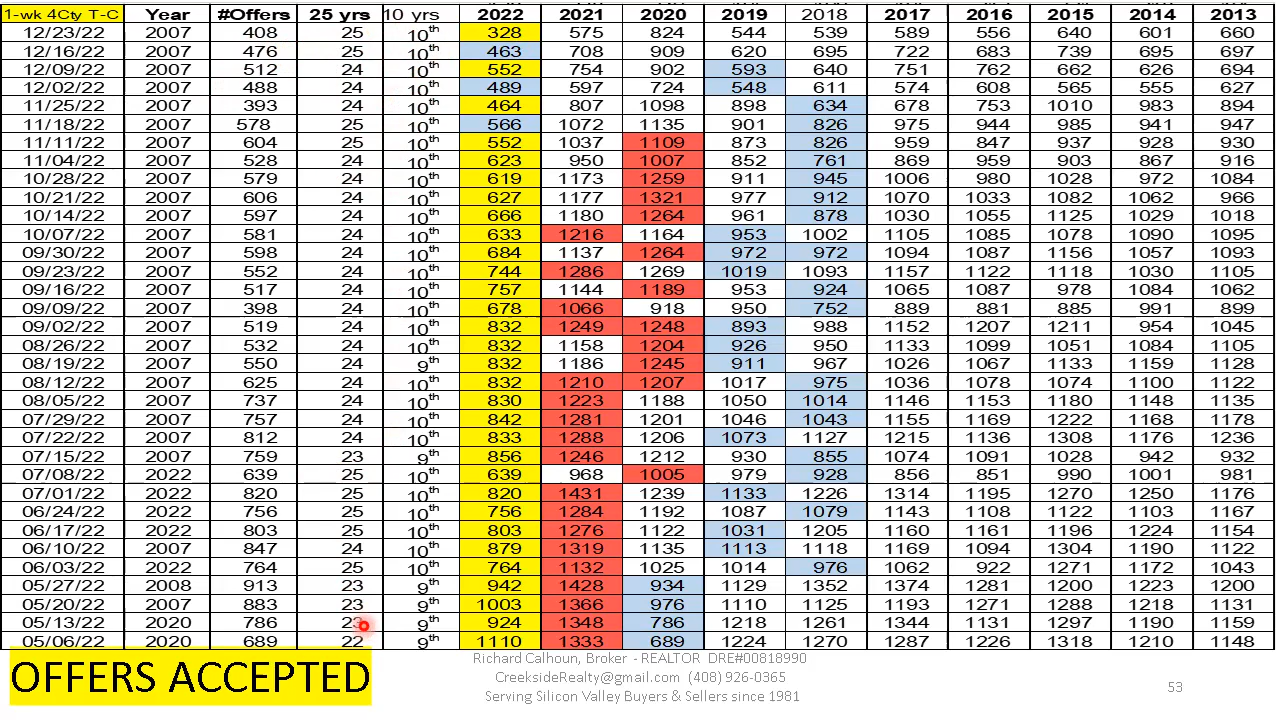 1-wk 4Cty T-C Year #Offers 25 yrs 10 yrs 2022 2021 2020 2019 2018 2017 2016 2015 2014 2013
12/23/22 2007 408 25 10th 328 575 824 544 539 589 556 640 601 660
12/16/22 2007 476 25 10th 463 708 909 620 695 722 683 739 695 697
12/09/22 2007 512 24 10th 552 754 902 593 640 751 762 662 626 694
12/02/22 2007 488 24 10th 489 597 724 548 611 574 608 565 555 627
11/25/22 2007 393 24 10th 464 807 1098 898 634 678 753 1010 983 894
11/18/22 2007 578 25 10th 566 1072 1135 901 826 975 944 985 941 947
11/11/22 2007 604 25 10th 552 1037 1109 873 826 959 847 937 928 930
11/04/22 2007 528 24 10th 623 950 1007 852 761 869 959 903 867 916
10/28/22 2007 579 24 10th 619 1173 1259 911 945 1006 980 1028 972 1084
10/21/22 2007 606 24 10th 627 1177 1321 977 912 1070 1033 1082 1062 966
10/14/22 2007 597 24 10th 666 1180 1264 961 878 1030 1055 1125 1029 1018
10/07/22 2007 581 24 10th 633 1216 1164 953 1002 1105 1085 1078 1090 1095
09/30/22 2007 598 24 10th 684 1137 1264 972 972 1094 1087 1156 1057 1093
09/23/22 2007 552 24 10th 744 1286 1269 1019 1093 1157 1122 1118 1030 1105
09/16/22 2007 517 24 10th 757 1144 1189 953 924 1065 1087 978 1084 1062
09/09/22 2007 398 24 10th 678 1066 918 950 752 889 881 885 991 899
09/02/22 2007 519 24 10th 832 1249 1248 893 988 1152 1207 1211 954 1045
08/26/22 2007 532 24 10th 832 1158 1204 926 950 1133 1099 1051 1084 1105
08/19/22 2007 550 24 9th 832 1186 1245 911 967 1026 1067 1133 1159 1128
08/12/22 2007 625 24 10th 832 1210 1207 1017 975 1036 1078 1074 1100 1122
08/05/22 2007 737 24 10th 830 1223 1188 1050 1014 1146 1153 1180 1148 1135
07/29/22 2007 757 24 10th 842 1281 1201 1046 1043 1155 1169 1222 1168 1178
07/22/22 2007 812 24 10th 833 1288 1206 1073 1127 1215 1136 1308 1176 1236
07/15/22 2007 759 23 9th 856 1246 1212 930 855 1074 1091 1028 942 932
07/08/22 2022 639 25 10th 639 968 1005 979 928 856 851 990 1001 981
07/01/22 2022 820 25 10th 820 1431 1239 1133 1226 1314 1195 1270 1250 1176
06/24/22 2022 756 25 10th 756 1284 1192 1087 1079 1143 1108 1122 1103 1167
06/17/22 2022 803 25 10th 803 1276 1122 1031 1205 1160 1161 1196 1224 1154
06/10/22 2007 847 24 10th 879 1319 1135 1113 1118 1169 1094 1304 1190 1122
06/03/22 2022 764 25 10th 764 1132 1025 1014 976 1062 922 1271 1172 1043
05/27/22 2008 913 23 9th 942 1428 934 1129 1352 1374 1281 1200 1223 1200
05/20/22 2007 883 23 9th 1003 1366 976 1110 1125 1193 1271 1288 1218 1131
05/13/22 2020 786 23 9th 924 1348 786 1218 1261 1344 1131 1297 1190 1159
05/06/22 2020 689 22 9th 1110 1333 689 1224 1270 1287 1226 1318 1210 1148
OFFERS ACCEPTED
Richard Calhoun, Broker - REALTOR DRE#00818990
CreeksideRealty@gmail.com (408) 926-0365
Serving Silicon Valley Buyers & Sellers since 1981
53